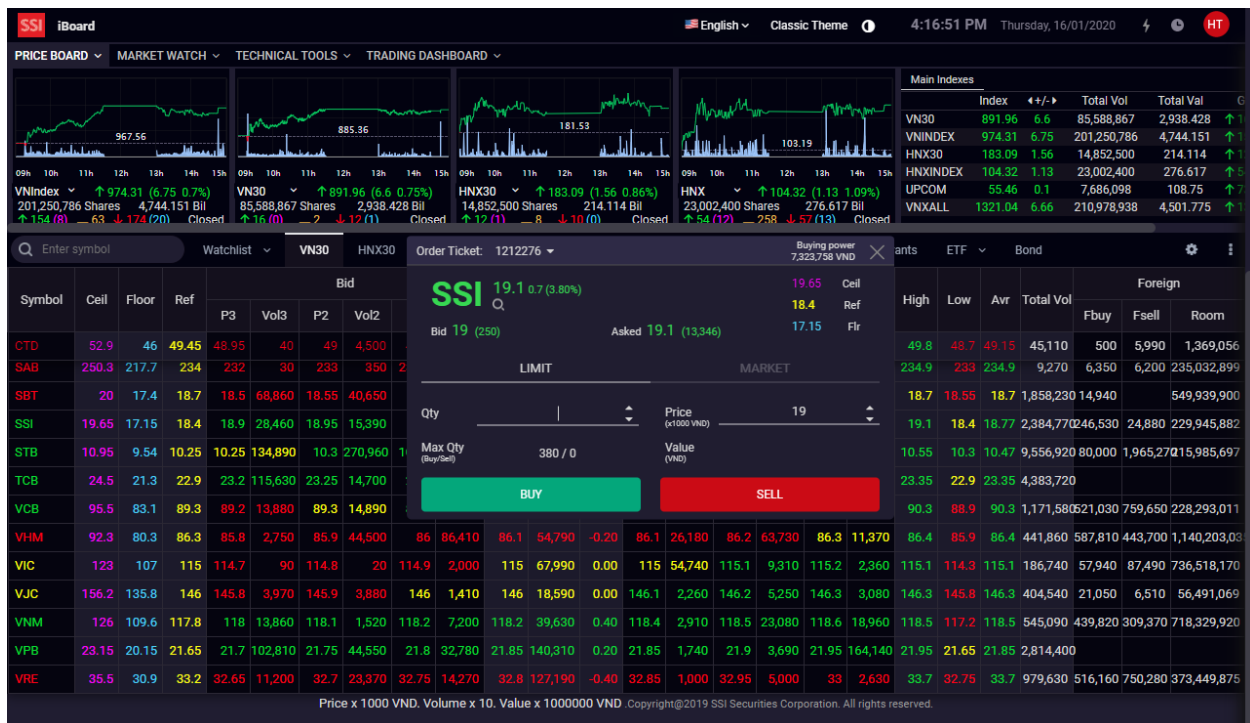 SSI iBoard English Classic Theme 4:16:51 PM Thursday, 16/01/2020 HT
PRICE BOARD MARKET WATCH TECHNICAL TOOLS TRADING DASHBOARD
967.56
09h 10h 11h 12h 13h 14h 15h
VNIndex 974.31 (6.75 0.7%)
201,250,786 Shares 4,744.151 Bil
154 (8) 63 174 (20) Closed
885.36
09h 10h 11h 12h 13h 14h 15h
VN30 891.96 (6.6 0.75%)
85,588,867 Shares 2,938.428 Bil
16 (0) 2 12 (1) Closed
181.53
09h 10h 11h 12h 13h 14h 15h
HNX30 183.09 (1.56 0.86%)
14,852,500 Shares 214.114 Bil
12 (1) 8 10 (0) Closed
103.19
09h 10h 11h 12h 13h 14h 15h
HNX 104.32 (1.13 1.09%)
23,002,400 Shares 276.617 Bil
54 (12) 258 57 (13) Closed
Main Indexes
Index +/- Total Vol Total Val
VN30 891.96 6.6 85,588,867 2,938.428
VNINDEX 974.31 6.75 201,250,786 4,744.151
HNX30 183.09 1.56 14,852,500 214.114
HNXINDEX 104.32 1.13 23,002,400 276.617
UPCOM 55.46 0.1 7,686,098 108.75
VNXALL 1321.04 6.66 210,978,938 4,501.775
Enter symbol Watchlist VN30 HNX30 ants ETF Bond
Order Ticket: 1212276 Buying power
7,323,758 VND
SSI 19.1 0.7 (3.80%)
19.65 Ceil
18.4 Ref
17.15 Flr
Bid 19 (250) Asked 19.1 (13,346)
LIMIT MARKET
Qty Price 19
(x1000 VND)
Max Qty 380 / 0 Value
(Buy/Sell) (VND)
BUY SELL
Symbol Ceil Floor Ref Bid High Low Avr Total Vol Foreign
P3 Vol3 P2 Vol2 Fbuy Fsell Room
CTD 52.9 46 49.45 48.95 40 49 4,500 49.8 48.7 49.15 45,110 500 5,990 1,369,056
SAB 250.3 217.7 234 232 30 233 350 234.9 233 234.9 9,270 6,350 6,200 235,032,899
SBT 20 17.4 18.7 18.5 68,860 18.55 40,650 18.7 18.55 18.7 1,858,230 14,940 549,939,900
SSI 19.65 17.15 18.4 18.9 28,460 18.95 15,390 19.1 18.4 18.77 2,384,770 246,530 24,880 229,945,882
STB 10.95 9.54 10.25 10.25 134,890 10.3 270,960 10.55 10.3 10.47 9,556,920 80,000 1,965,270 215,985,697
TCB 24.5 21.3 22.9 23.2 115,630 23.25 14,700 23.35 22.9 23.35 4,383,720
VCB 95.5 83.1 89.3 89.2 13,880 89.3 14,890 90.3 88.9 90.3 1,171,580 521,030 759,650 228,293,011
VHM 92.3 80.3 86.3 85.8 2,750 85.9 44,500 86 86,410 86.1 54,790 -0.20 86.1 26,180 86.2 63,730 86.3 11,370 86.4 85.9 86.4 441,860 587,810 443,700
VIC 123 107 115 114.7 90 114.8 20 114.9 2,000 115 67,990 0.00 115 54,740 115.1 9,310 115.2 2,360 115.1 114.3 115.1 186,740 57,940 87,490 736,518,170
VJC 156.2 135.8 146 145.8 3,970 145.9 3,880 146 1,410 146 18,590 0.00 146.1 2,260 146.2 5,250 146.3 3,080 146.3 145.8 146.3 404,540 21,050 6,510 56,491,069
VNM 126 109.6 117.8 118 13,860 118.1 1,520 118.2 7,200 118.2 39,630 0.40 118.4 2,910 118.5 23,080 118.6 18,960 118.5 117.2 118.5 545,090 439,820 309,370 718,329,920
VPB 23.15 20.15 21.65 21.7 102,810 21.75 44,550 21.8 32,780 21.85 140,310 0.20 21.85 1,740 21.9 3,690 21.95 164,140 21.95 21.65 21.85 2,814,400
VRE 35.5 30.9 33.2 32.65 11,200 32.7 23,370 32.75 14,270 32.8 127,190 -0.40 32.85 1,000 32.95 5,000 33 2,630 33.7 32.75 33.7 979,630 516,160 750,280 373,449,875
Price x 1000 VND. Volume x 10. Value x 1000000 VND .Copyright@2019 SSI Securities Corporation. All rights reserved.